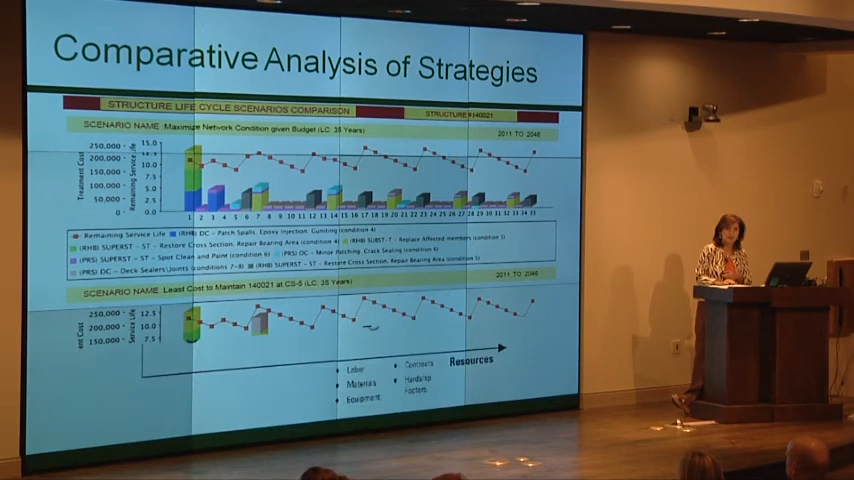 Comparative Analysis of Strategies
STRUCTURE LIFE CYCLE SCENARIOS COMPARISON STRUCTURE #140021
SCENARIO NAME Maximize Network Condition given Budget (LC: 35 Years) 2011 TO 2046
250,000
200,000
150,000
100,000
50,000
0
Treatment Cost
Remaining Service Life
15.0
10.0
7.5
5.0
2.5
0.0
1 2 3 4 5 6 7 8 9 10 11 12 13 14 15 16 17 18 19 20 21 22 23 24 25 26 27 28 29 30 31 32 33 34 35
Remaining Service Life (RHB) DC - Patch Spalls, Epoxy Injection, Guniting (condition 4)
(RHB) SUPERST - ST - Restore Cross Section, Repair Bearing Area (condition 4) (RHB) SUBST-T - Replace Affected members (condition 5)
(PRS) SUPERST - ST - Spot Clean and Paint (condition 6) (PRS) DC - Minor Patching, Crack Sealing (condition 6)
(PRS) DC - Deck Sealers/Joints (conditions 7-8) (RHB) SUPERST - ST - Restore Cross Section, Repair Bearing Area (condition 5)
SCENARIO NAME Least Cost to Maintain 140021 at CS-5 (LC: 35 Years) 2011 TO 2046
250,000
200,000
150,000
ent Cost
Service Life
12.5
10.0
7.5
Resources
Labor
Materials
Equipment
Contracts
Hardship
Factors